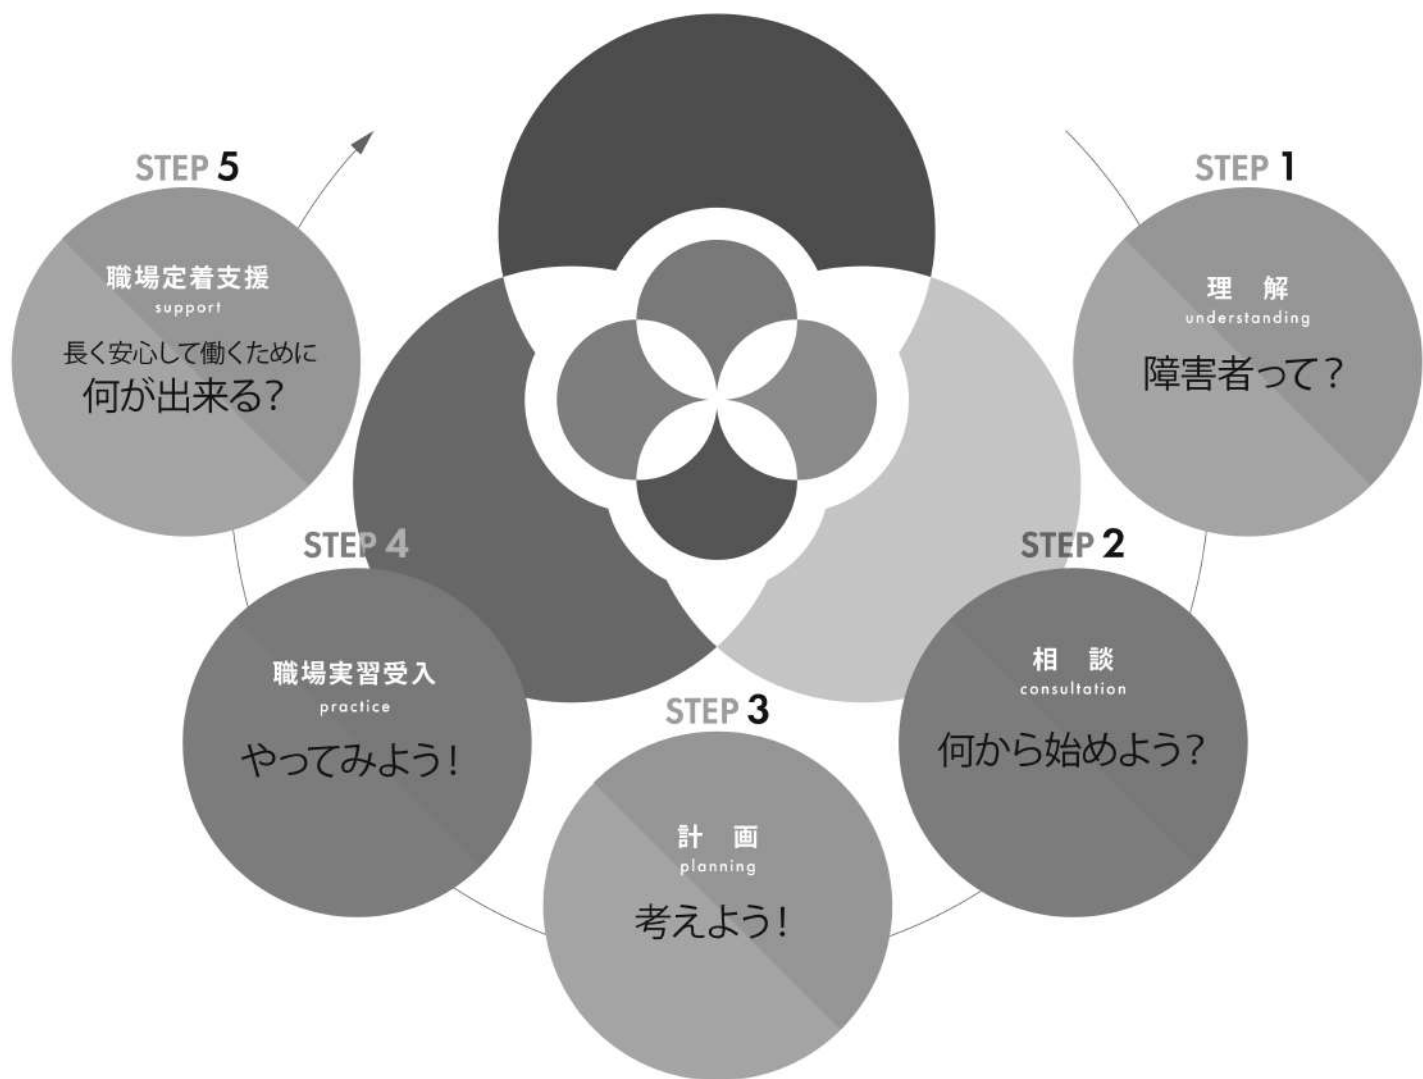 STEP 1
理　解
understanding
障害者って？
STEP 2
相　談
consultation
何から始めよう？
STEP 3
計　画
planning
考えよう！
STEP 4
職場実習受入
practice
やってみよう！
STEP 5
職場定着支援
support
長く安心して働くために
何が出来る？